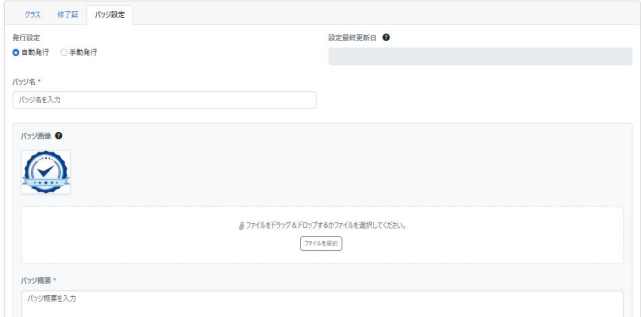 クラス 修了証 バッジ設定
発行設定
自動発行 手動発行
設定最終更新日
バッジ名 *
バッジ名を入力
バッジ画像
ファイルをドラッグ＆ドロップするかファイルを選択してください。
ファイルを選択
バッジ概要 *
バッジ概要を入力